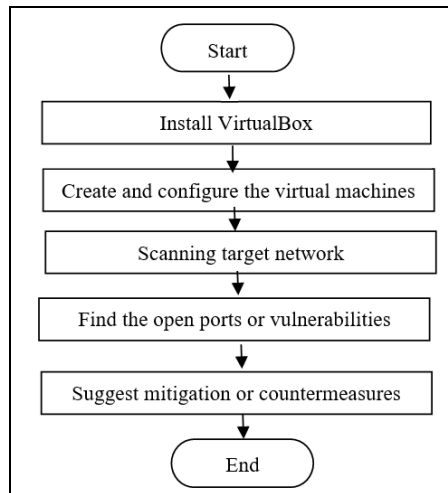 Start
Install VirtualBox
Create and configure the virtual machines
Scanning target network
Find the open ports or vulnerabilities
Suggest mitigation or countermeasures
End